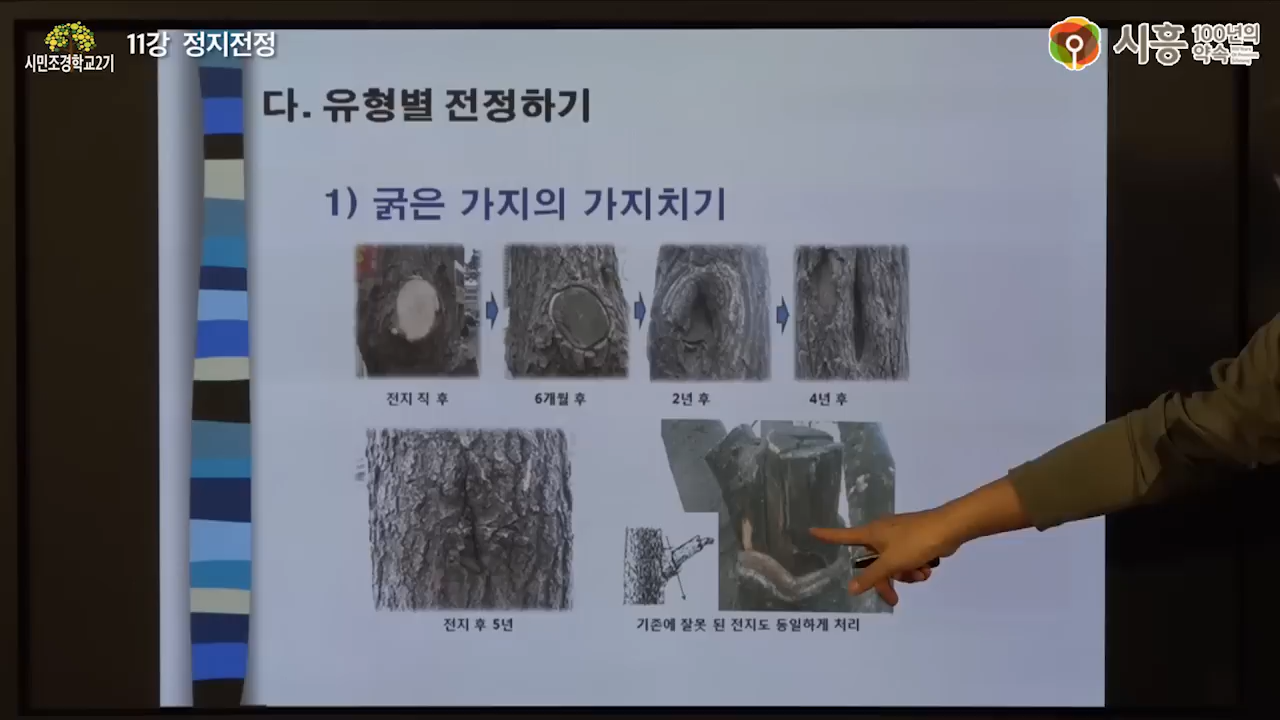 시민조경학교2기
11강 정지전정
시흥
100년의
약속
다. 유형별 전정하기
1) 굵은 가지의 가지치기
전지 직 후
6개월 후
2년 후
4년 후
전지 후 5년
기존에 잘못 된 전지도 동일하게 처리